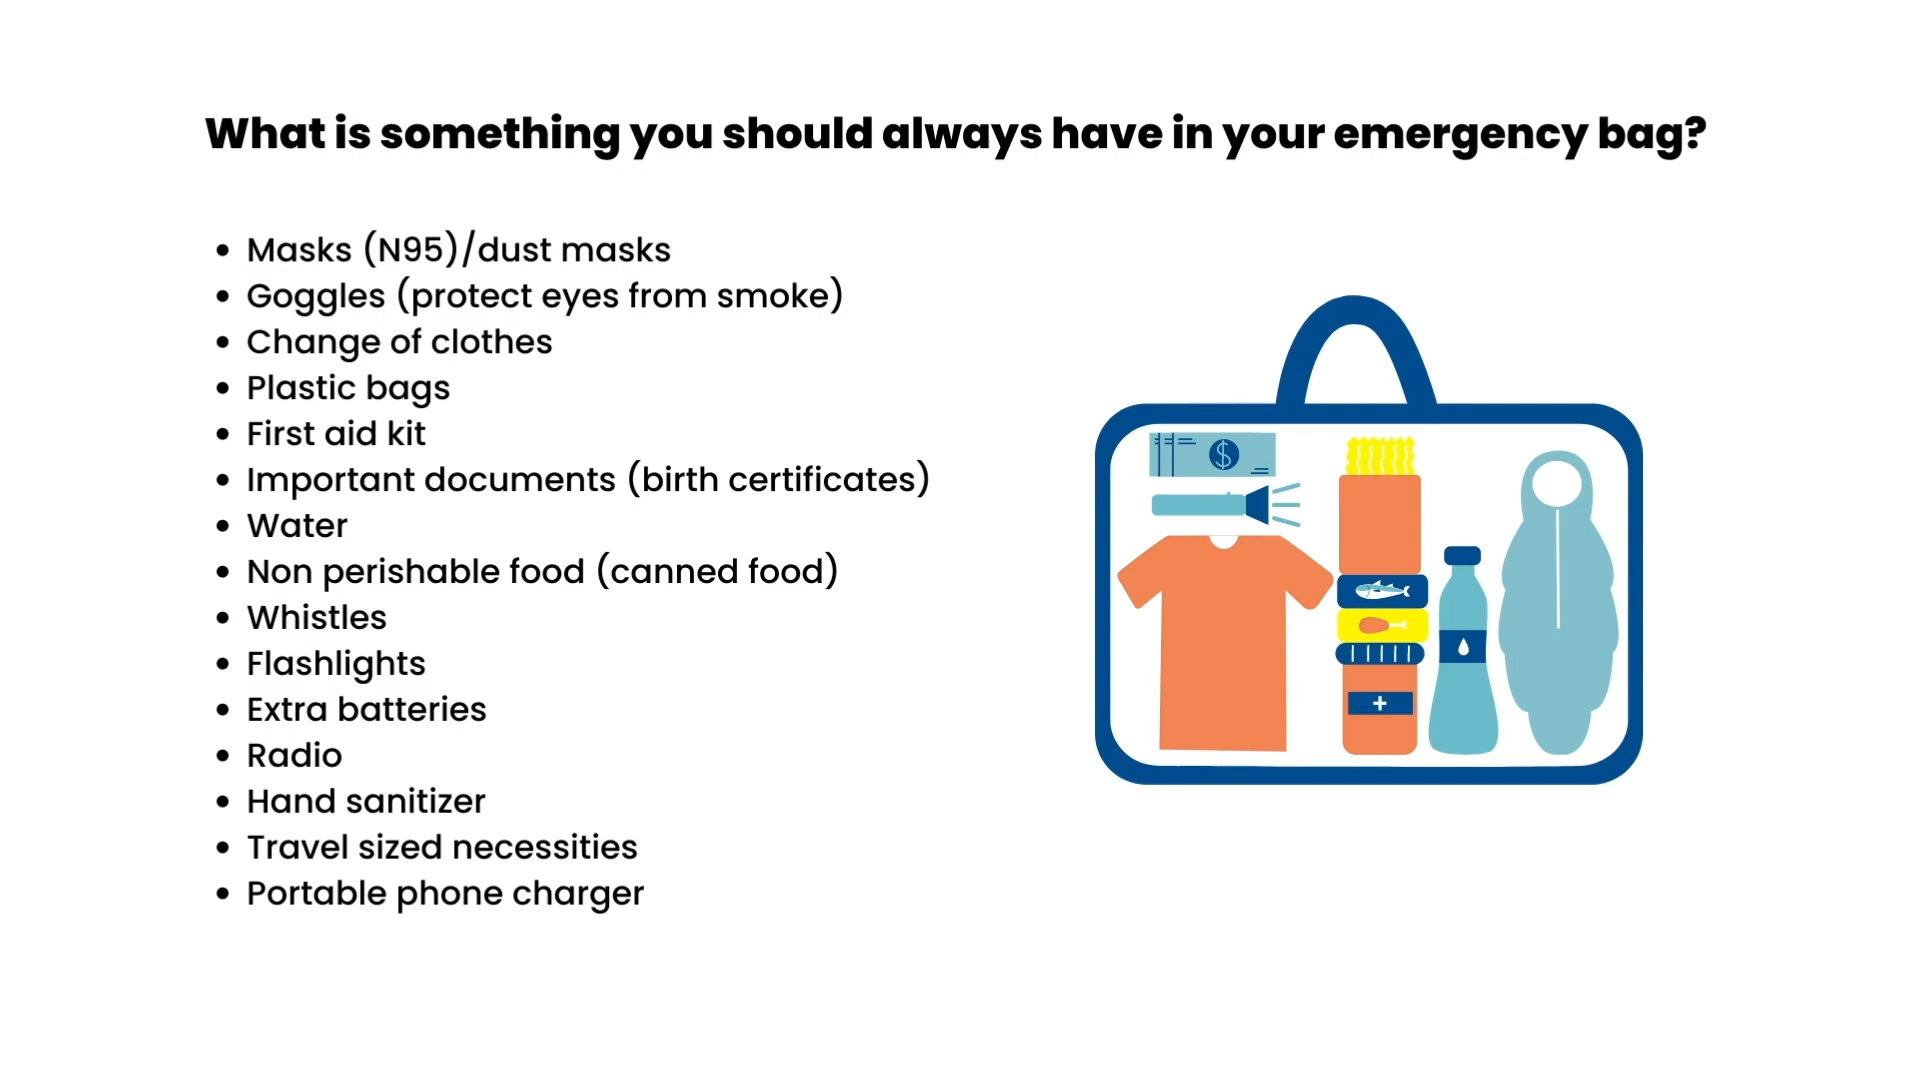 What is something you should always have in your emergency bag?
• Masks (N95)/dust masks
• Goggles (protect eyes from smoke)
• Change of clothes
• Plastic bags
• First aid kit
• Important documents (birth certificates)
• Water
• Non perishable food (canned food)
• Whistles
• Flashlights
• Extra batteries
• Radio
• Hand sanitizer
• Travel sized necessities
• Portable phone charger
$